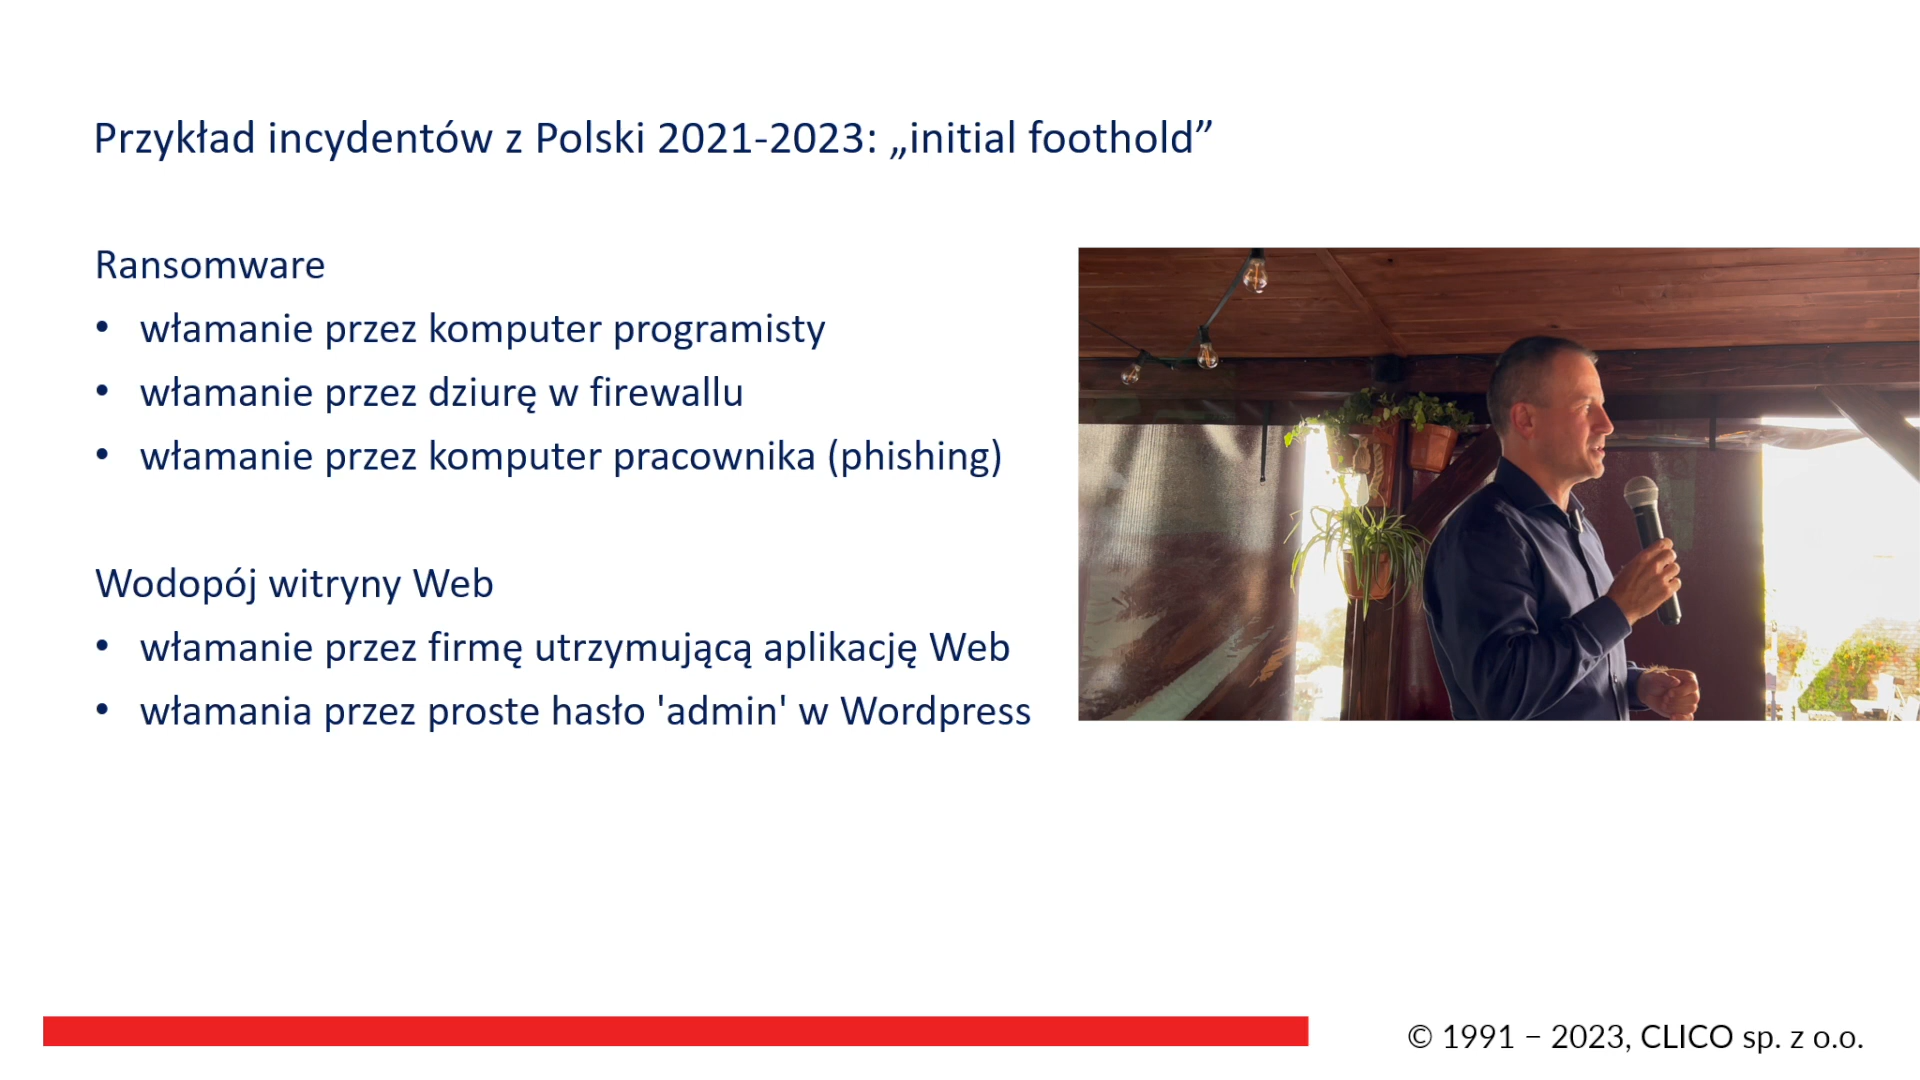 Przykład incydentów z Polski 2021-2023: „initial foothold”
Ransomware
• włamanie przez komputer programisty
• włamanie przez dziurę w firewallu
• włamanie przez komputer pracownika (phishing)
Wodopój witryny Web
• włamanie przez firmę utrzymującą aplikację Web
• włamania przez proste hasło 'admin' w Wordpress
© 1991 – 2023, CLICO sp. z o.o.